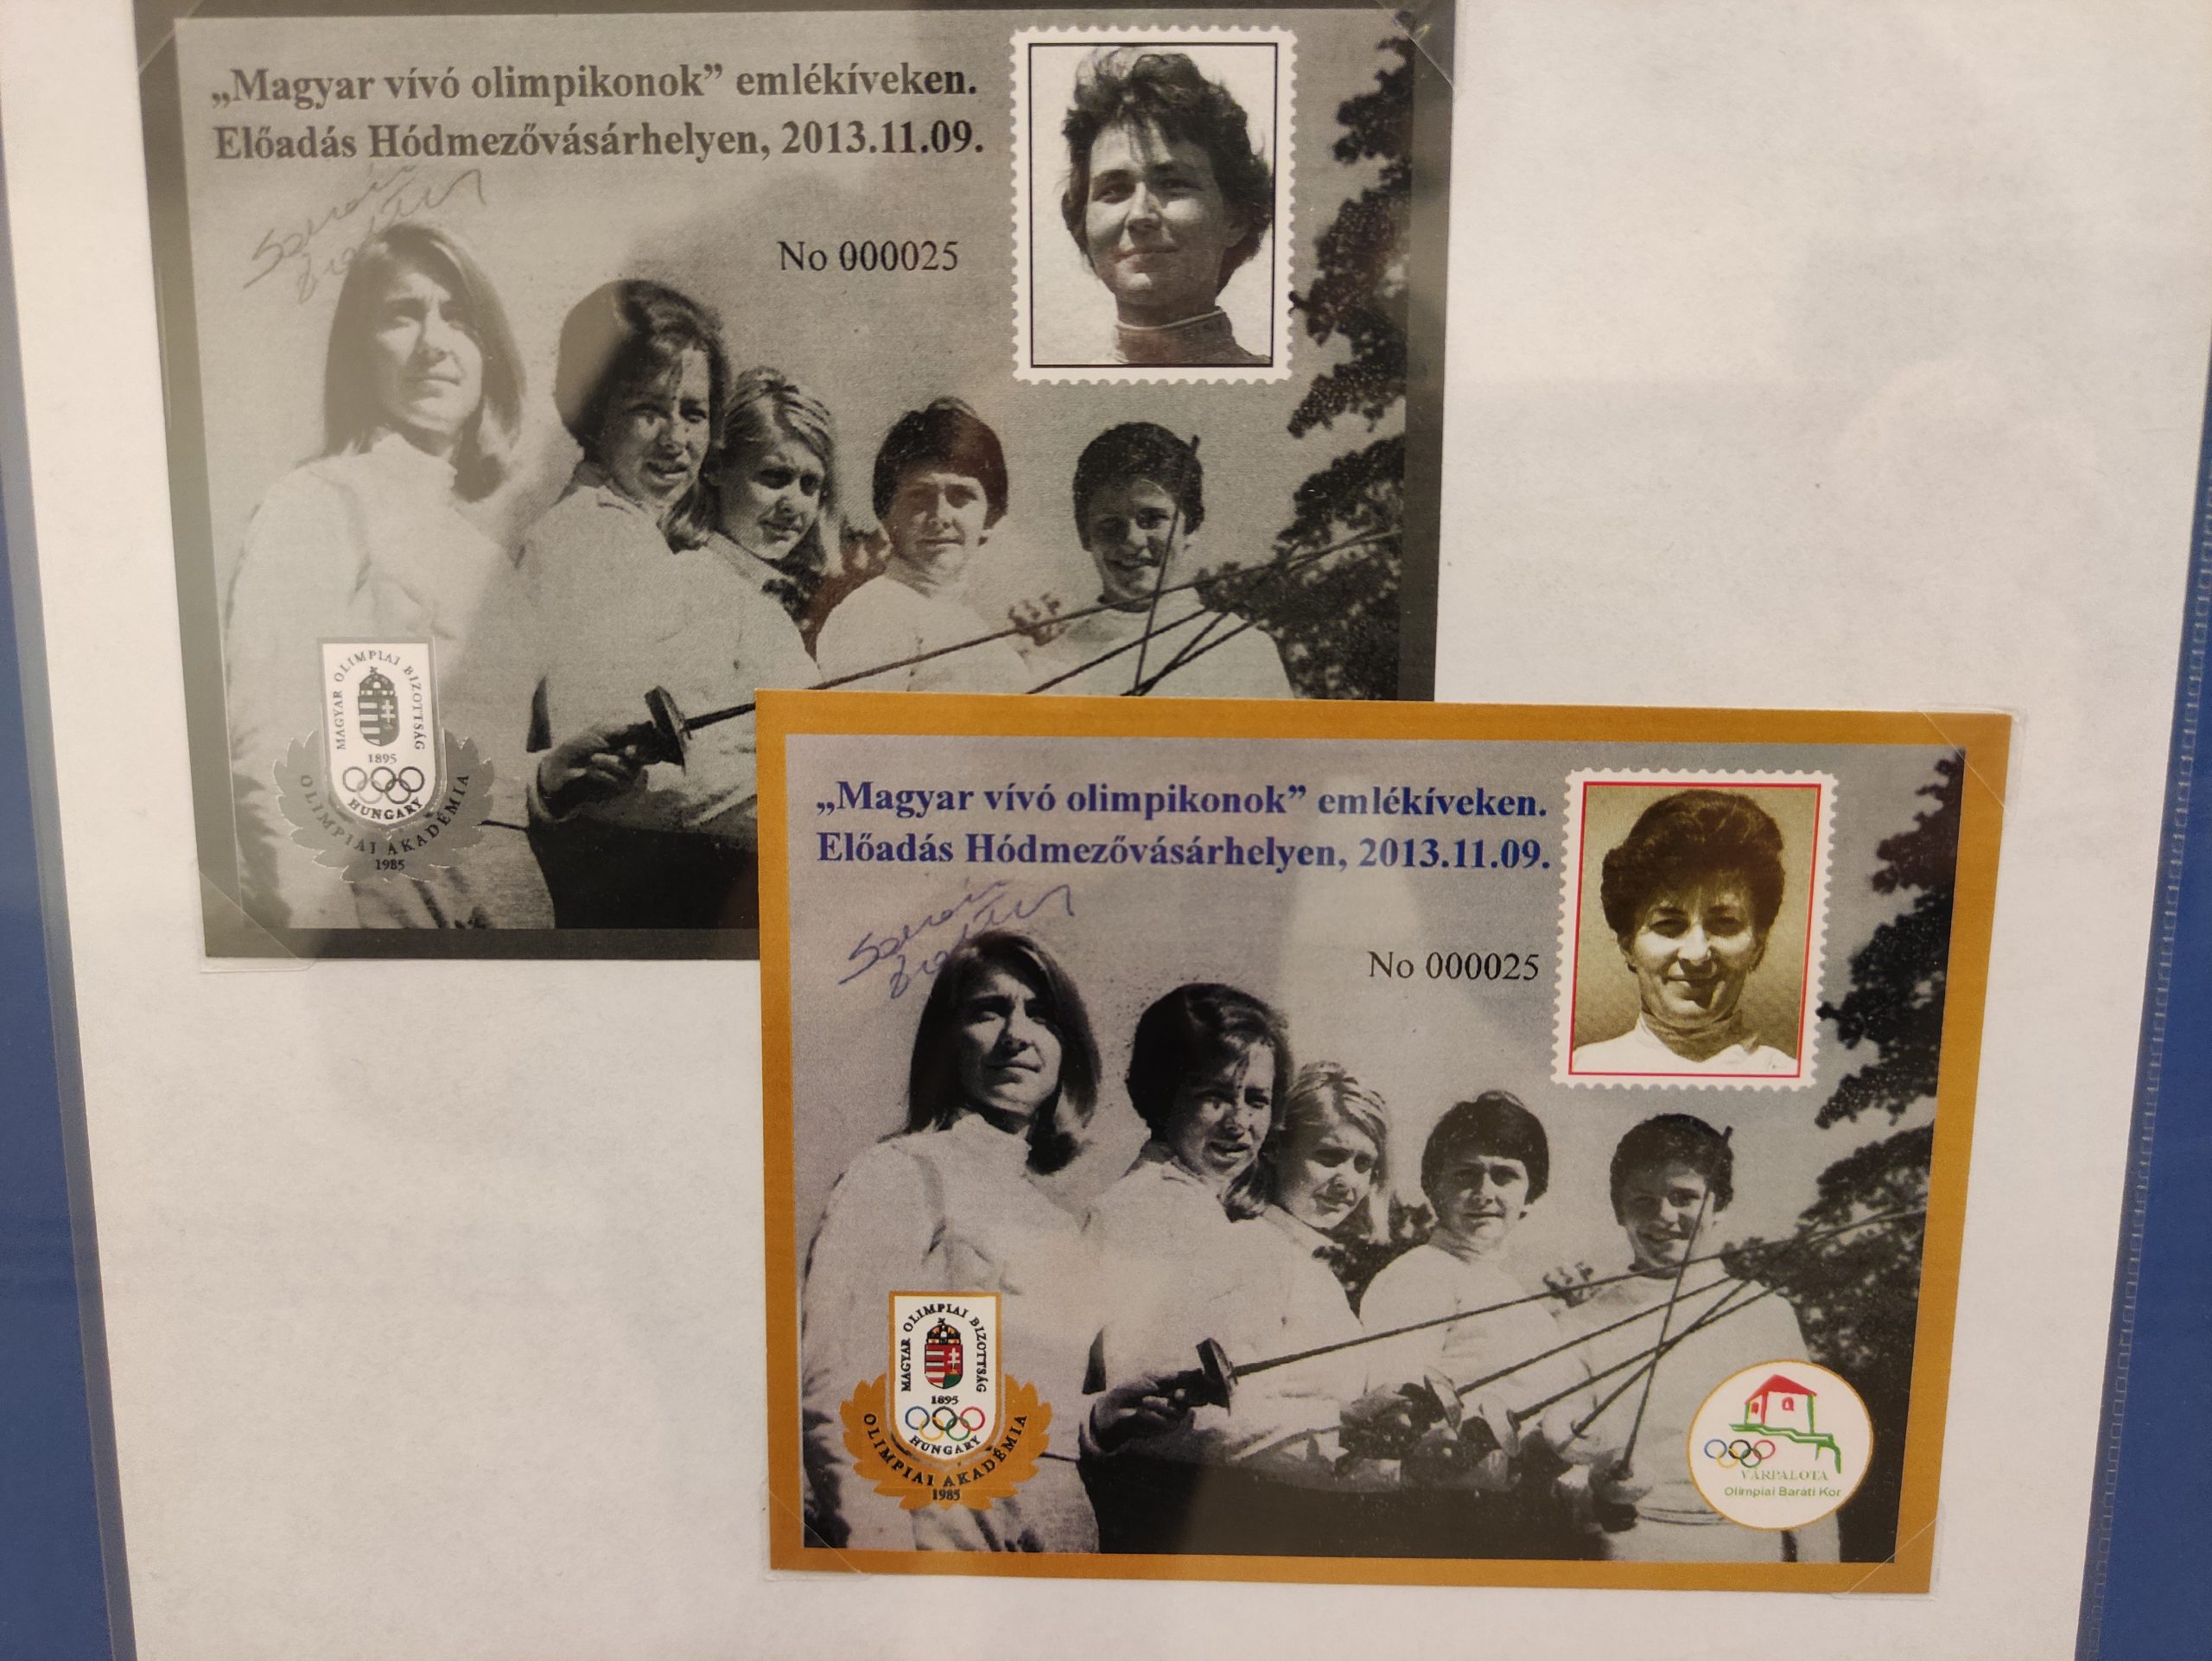 „Magyar vívó olimpikonok” emlékíveken.
Előadás Hódmezővásárhelyen, 2013.11.09.
No 000025
MAGYAR OLIMPIAI BIZOTTSÁG
1895
HUNGARY
OLIMPIAI AKADÉMIA
1985
„Magyar vívó olimpikonok” emlékíveken.
Előadás Hódmezővásárhelyen, 2013.11.09.
No 000025
MAGYAR OLIMPIAI BIZOTTSÁG
1895
HUNGARY
OLIMPIAI AKADÉMIA
1985
VÁRPALOTA
Olimpiai Barati Kor